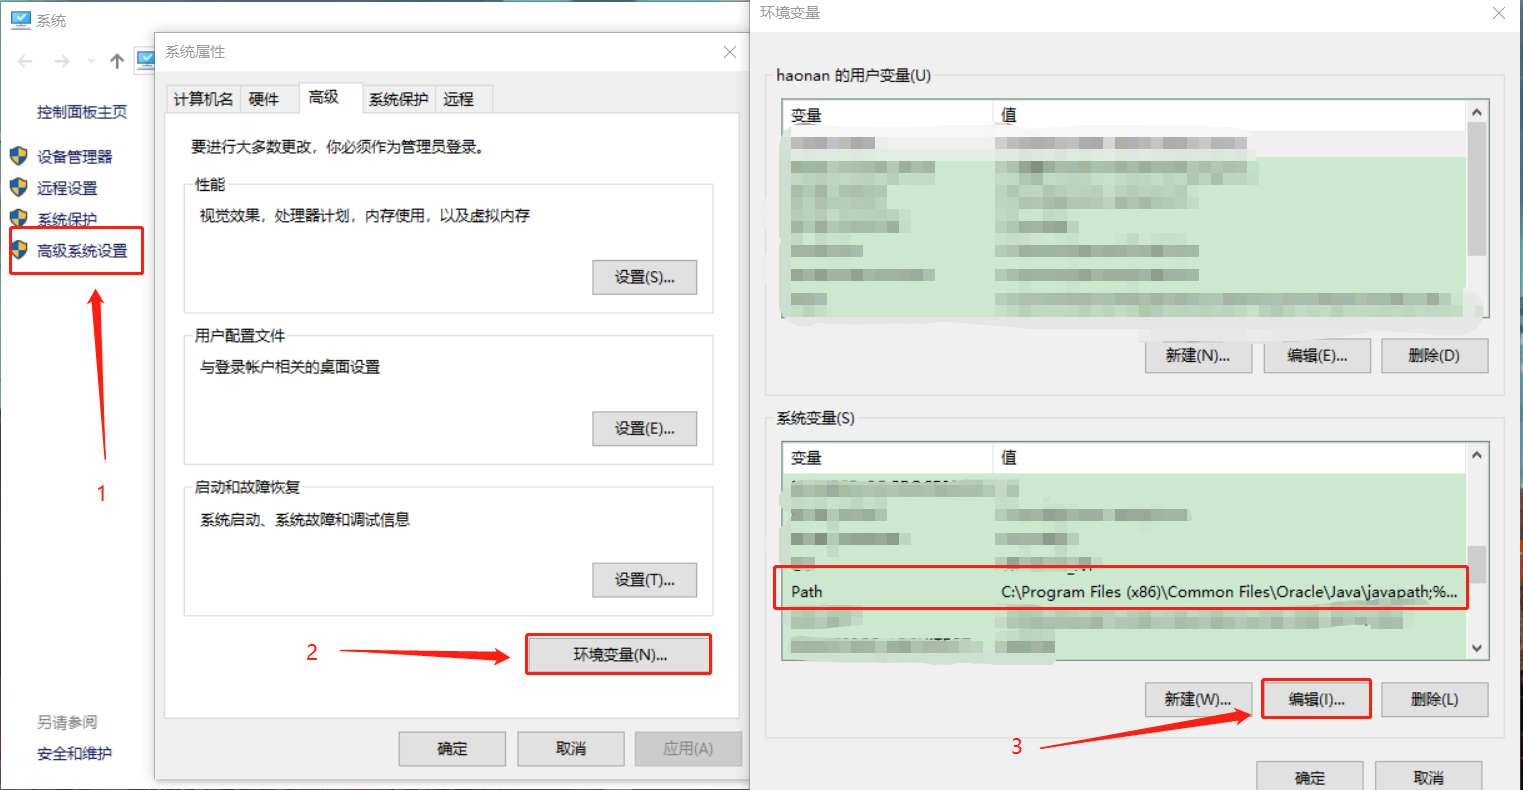 系统
控制面板主页
设备管理器
远程设置
系统保护
高级系统设置
1
另请参阅
安全和维护
系统属性
计算机名 硬件 高级 系统保护 远程
要进行大多数更改，你必须作为管理员登录。
性能
视觉效果，处理器计划，内存使用，以及虚拟内存
设置(S)...
用户配置文件
与登录帐户相关的桌面设置
设置(E)...
启动和故障恢复
系统启动、系统故障和调试信息
设置(T)...
2
环境变量(N)...
确定 取消 应用(A)
环境变量
haonan 的用户变量(U)
变量 值
新建(N)... 编辑(E)... 删除(D)
系统变量(S)
变量 值
Path C:\Program Files (x86)\Common Files\Oracle\Java\javapath;%...
新建(W)... 编辑(I)... 删除(L)
3
确定 取消